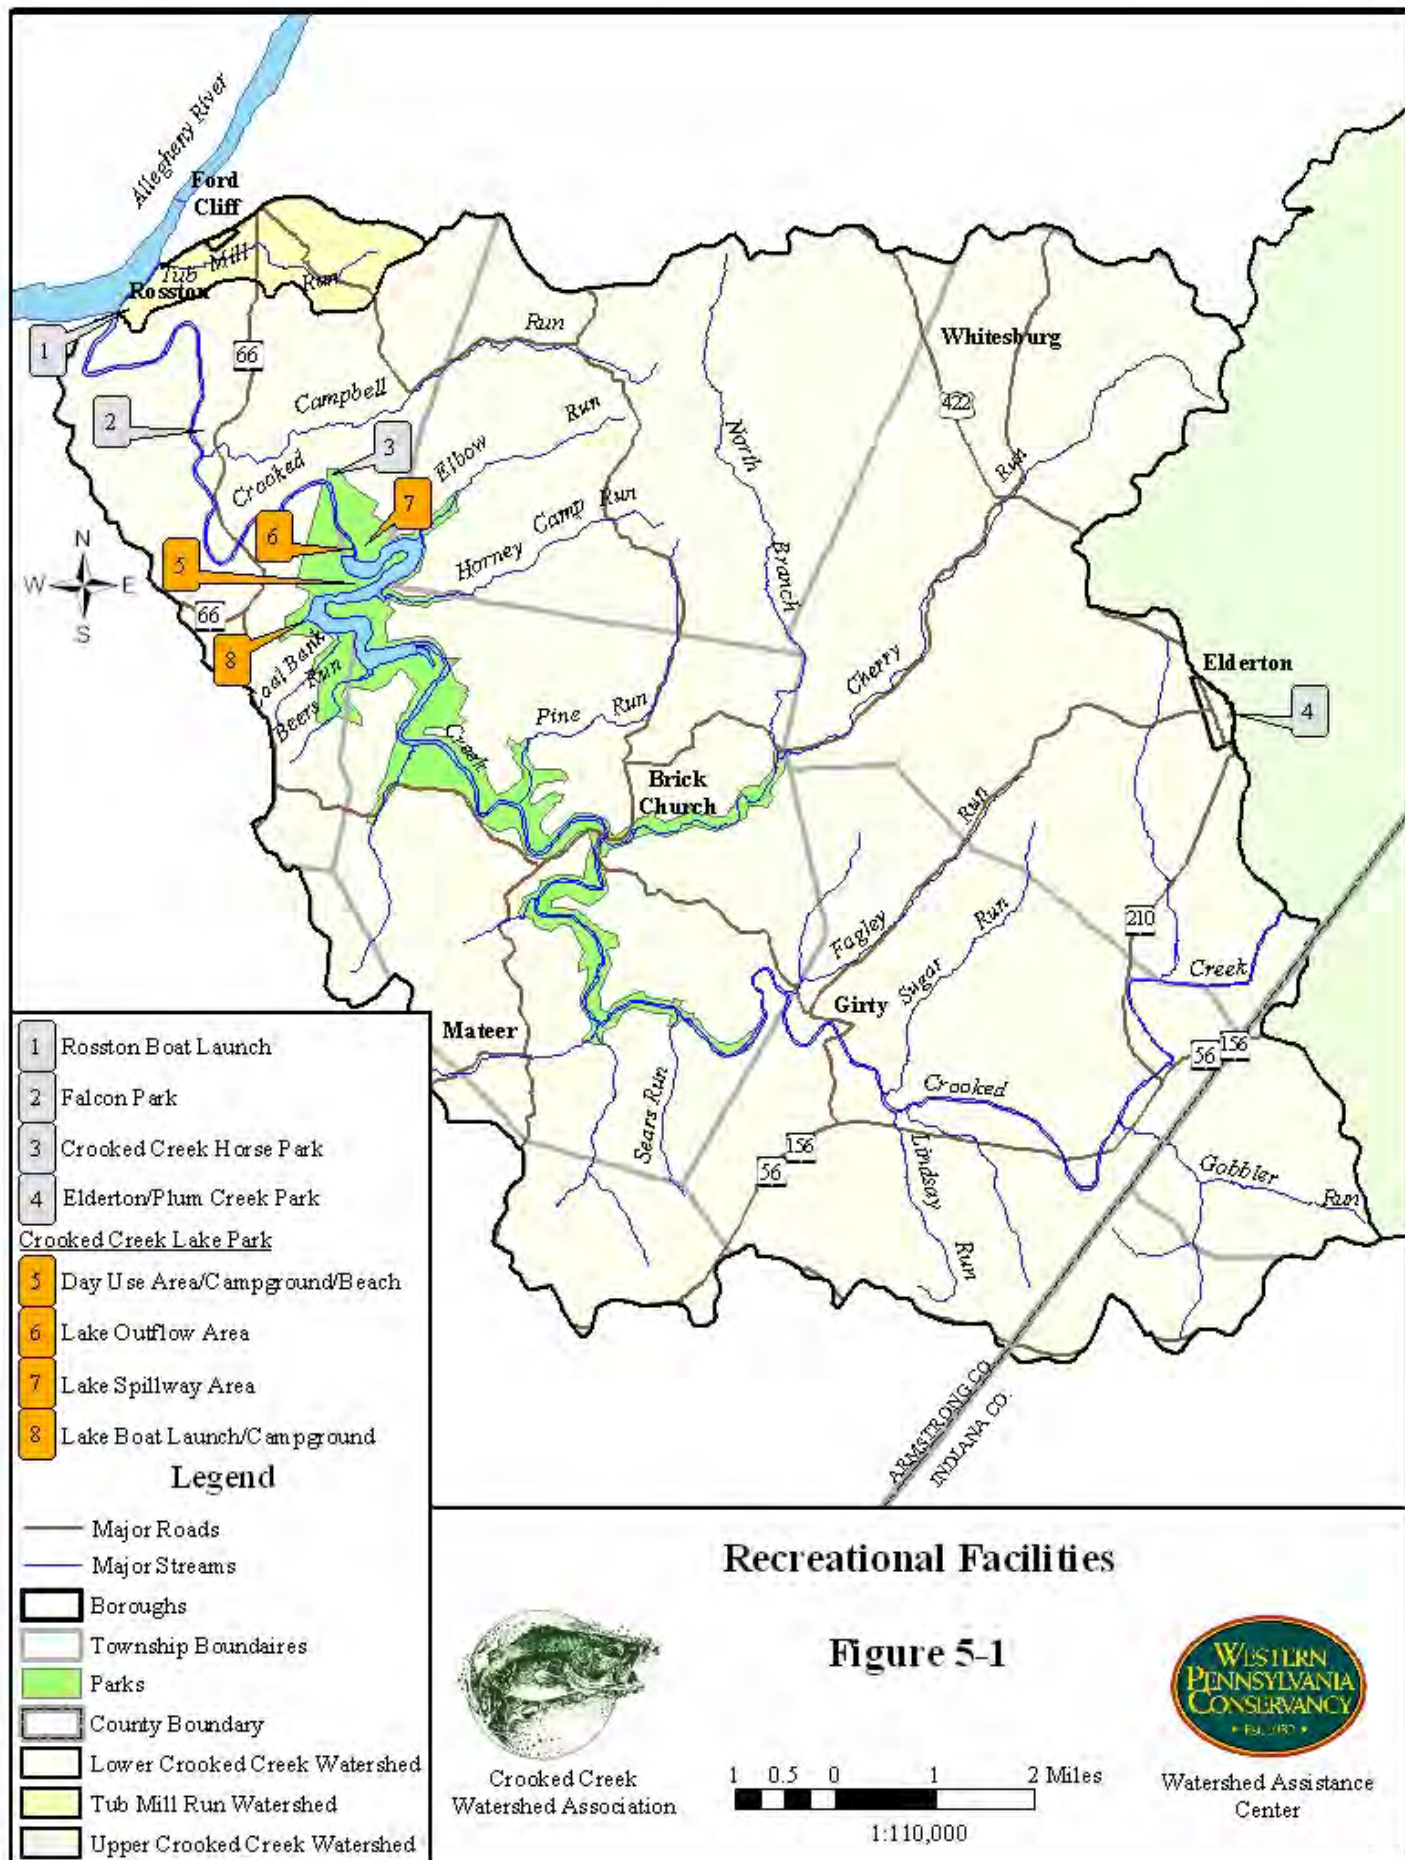 Allegheny River
Ford
Cliff
Tub Mill
Run
Rosston
1
66
Run
Campbell
2
3
Run
Elbow
Crooked
7
6
Camp Run
Horney
5
N
W E
S
66
8
oal Bank
Run
Beers
Creek
Pine Run
Brick
Church
North
Branch
Whitesburg
422
Run
Cherry
Elderton
4
Run
Fagley
Run
Sugar
Girty
210
Creek
56
156
Mateer
Sears Run
Crooked
156
56
Lindsay
Run
Gobbler
Run
ARMSTRONG CO.
INDIANA CO.
1 Rosston Boat Launch
2 Falcon Park
3 Crooked Creek Horse Park
4 Elderton/Plum Creek Park
Crooked Creek Lake Park
5 Day Use Area/Campground/Beach
6 Lake Outflow Area
7 Lake Spillway Area
8 Lake Boat Launch/Campground
Legend
Major Roads
Major Streams
Boroughs
Township Boundaires
Parks
County Boundary
Lower Crooked Creek Watershed
Tub Mill Run Watershed
Upper Crooked Creek Watershed
Recreational Facilities
Figure 5-1
Crooked Creek
Watershed Association
1 0.5 0 1 2 Miles
1:110,000
WESTERN
PENNSYLVANIA
CONSERVANCY
Watershed Assistance
Center